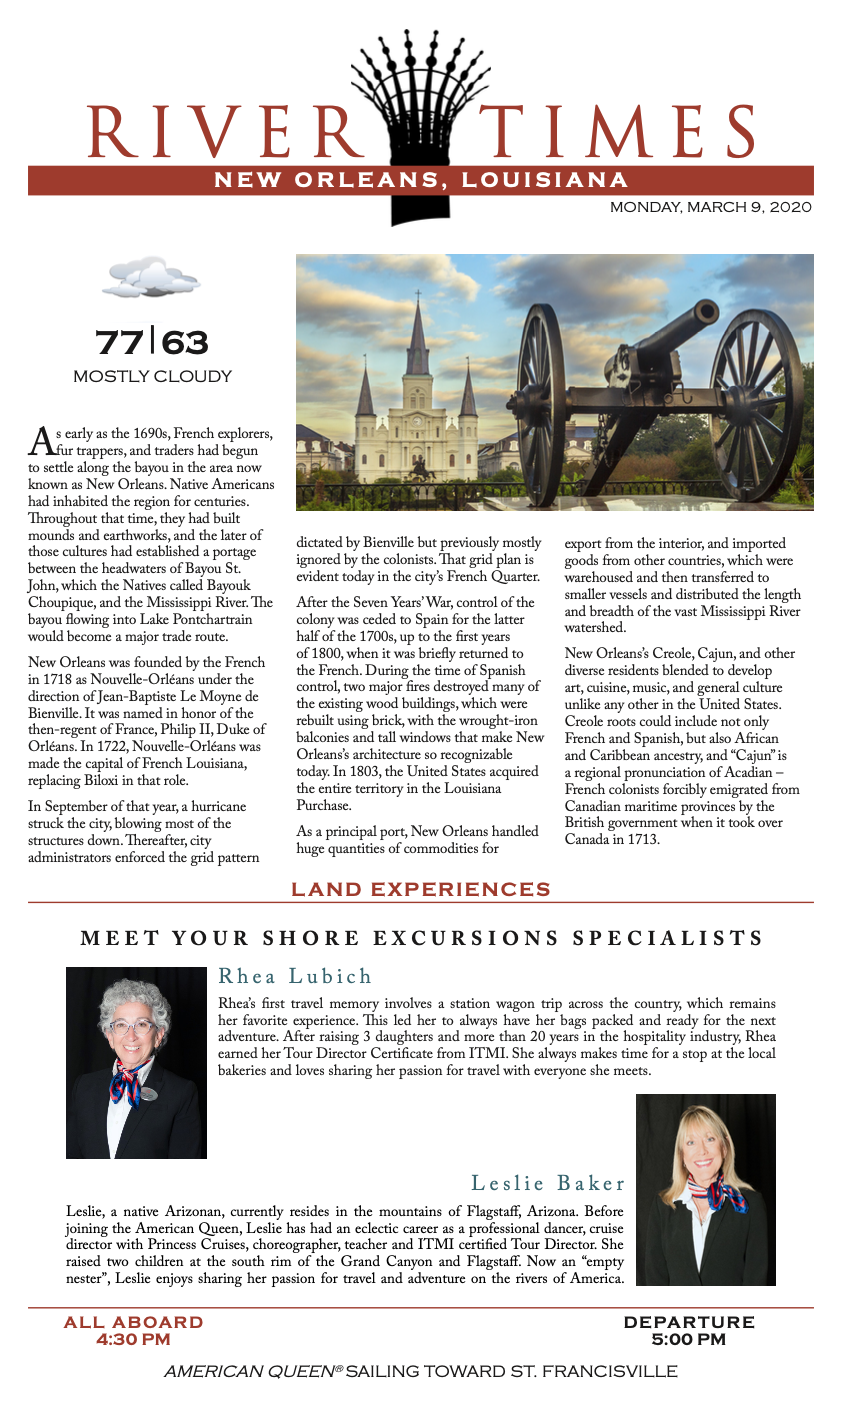 RIVER TIMES
NEW ORLEANS, LOUISIANA
MONDAY, MARCH 9, 2020
77|63
MOSTLY CLOUDY
As early as the 1690s, French explorers,
fur trappers, and traders had begun
to settle along the bayou in the area now
known as New Orleans. Native Americans
had inhabited the region for centuries.
Throughout that time, they had built
mounds and earthworks, and the later of
those cultures had established a portage
between the headwaters of Bayou St.
John, which the Natives called Bayouk
Choupique, and the Mississippi River. The
bayou flowing into Lake Pontchartrain
would become a major trade route.
New Orleans was founded by the French
in 1718 as Nouvelle-Orléans under the
direction of Jean-Baptiste Le Moyne de
Bienville. It was named in honor of the
then-regent of France, Philip II, Duke of
Orléans. In 1722, Nouvelle-Orléans was
made the capital of French Louisiana,
replacing Biloxi in that role.
In September of that year, a hurricane
struck the city, blowing most of the
structures down. Thereafter, city
administrators enforced the grid pattern
dictated by Bienville but previously mostly
ignored by the colonists. That grid plan is
evident today in the city's French Quarter.
After the Seven Years' War, control of the
colony was ceded to Spain for the latter
half of the 1700s, up to the first years
of 1800, when it was briefly returned to
the French. During the time of Spanish
control, two major fires destroyed many of
the existing wood buildings, which were
rebuilt using brick, with the wrought-iron
balconies and tall windows that make New
Orleans's architecture so recognizable
today. In 1803, the United States acquired
the entire territory in the Louisiana
Purchase.
As a principal port, New Orleans handled
huge quantities of commodities for
export from the interior, and imported
goods from other countries, which were
warehoused and then transferred to
smaller vessels and distributed the length
and breadth of the vast Mississippi River
watershed.
New Orleans's Creole, Cajun, and other
diverse residents blended to develop
art, cuisine, music, and general culture
unlike any other in the United States.
Creole roots could include not only
French and Spanish, but also African
and Caribbean ancestry, and "Cajun" is
a regional pronunciation of Acadian –
French colonists forcibly emigrated from
Canadian maritime provinces by the
British government when it took over
Canada in 1713.
LAND EXPERIENCES
MEET YOUR SHORE EXCURSIONS SPECIALISTS
Rhea Lubich
Rhea's first travel memory involves a station wagon trip across the country, which remains
her favorite experience. This led her to always have her bags packed and ready for the next
adventure. After raising 3 daughters and more than 20 years in the hospitality industry, Rhea
earned her Tour Director Certificate from ITMI. She always makes time for a stop at the local
bakeries and loves sharing her passion for travel with everyone she meets.
Leslie Baker
Leslie, a native Arizonan, currently resides in the mountains of Flagstaff, Arizona. Before
joining the American Queen, Leslie has had an eclectic career as a professional dancer, cruise
director with Princess Cruises, choreographer, teacher and ITMI certified Tour Director. She
raised two children at the south rim of the Grand Canyon and Flagstaff. Now an "empty
nester", Leslie enjoys sharing her passion for travel and adventure on the rivers of America.
ALL ABOARD
4:30 PM
DEPARTURE
5:00 PM
AMERICAN QUEEN® SAILING TOWARD ST. FRANCISVILLE